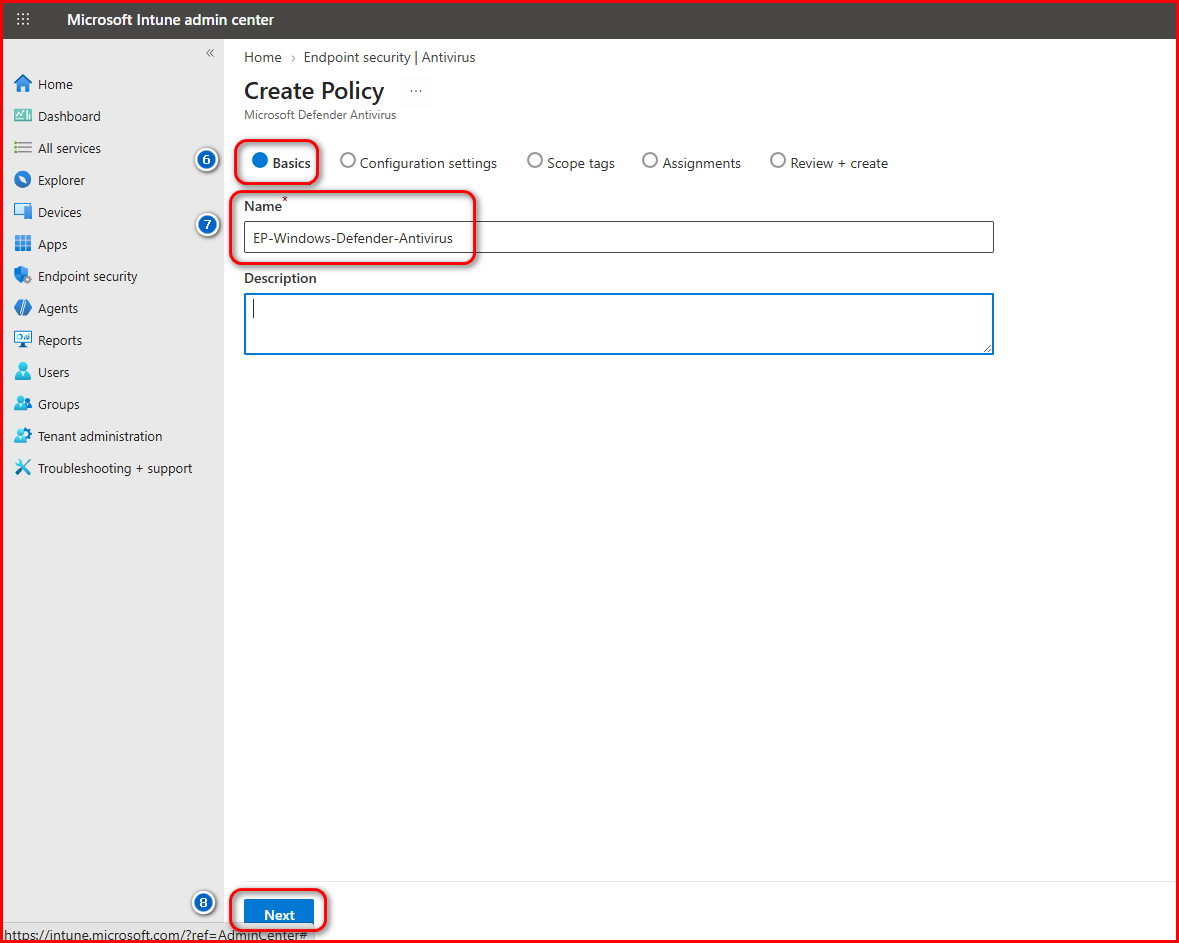 Microsoft Intune admin center
«
Home
Dashboard
All services
Explorer
Devices
Apps
Endpoint security
Agents
Reports
Users
Groups
Tenant administration
Troubleshooting + support
Home > Endpoint security | Antivirus
Create Policy ...
Microsoft Defender Antivirus
6 Basics Configuration settings Scope tags Assignments Review + create
Name*
7 EP-Windows-Defender-Antivirus
Description
8 Next
https://intune.microsoft.com/?ref=AdminCenter#